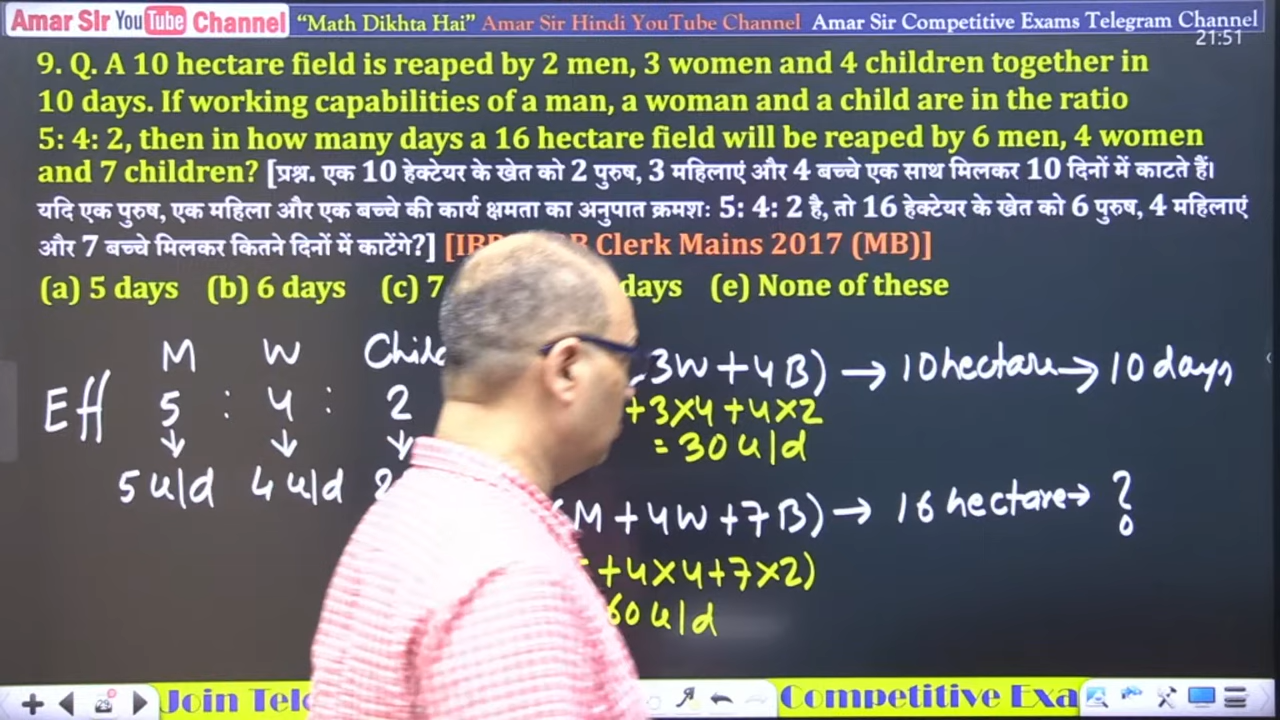 Amar SIr YouTube Channel "Math Dikhta Hai" Amar SIr Hindi YouTube Channel Amar Sir Competitive Exams Telegram Channel
21:51
9. Q. A 10 hectare field is reaped by 2 men, 3 women and 4 children together in
10 days. If working capabilities of a man, a woman and a child are in the ratio
5: 4: 2, then in how many days a 16 hectare field will be reaped by 6 men, 4 women
and 7 children? [प्रश्न. एक 10 हेक्टेयर के खेत को 2 पुरुष, 3 महिलाएं और 4 बच्चे एक साथ मिलकर 10 दिनों में काटते हैं।
यदि एक पुरुष, एक महिला और एक बच्चे की कार्य क्षमता का अनुपात क्रमशः 5: 4: 2 है, तो 16 हेक्टेयर के खेत को 6 पुरुष, 4 महिलाएं
और 7 बच्चे मिलकर कितने दिनों में काटेंगे?] [IBP Clerk Mains 2017 (MB)]
(a) 5 days (b) 6 days (c) 7 days (e) None of these
M W Child
Eff 5 : 4 : 2
↓ ↓ ↓
5 u/d 4 u/d 2
3W + 4B) → 10 hectare → 10 days
+ 3×4 + 4×2
= 30 u/d
M + 4W + 7B) → 16 hectare → ?
+ 4×4 + 7×2)
60 u/d
Join Tel Competitive Exa